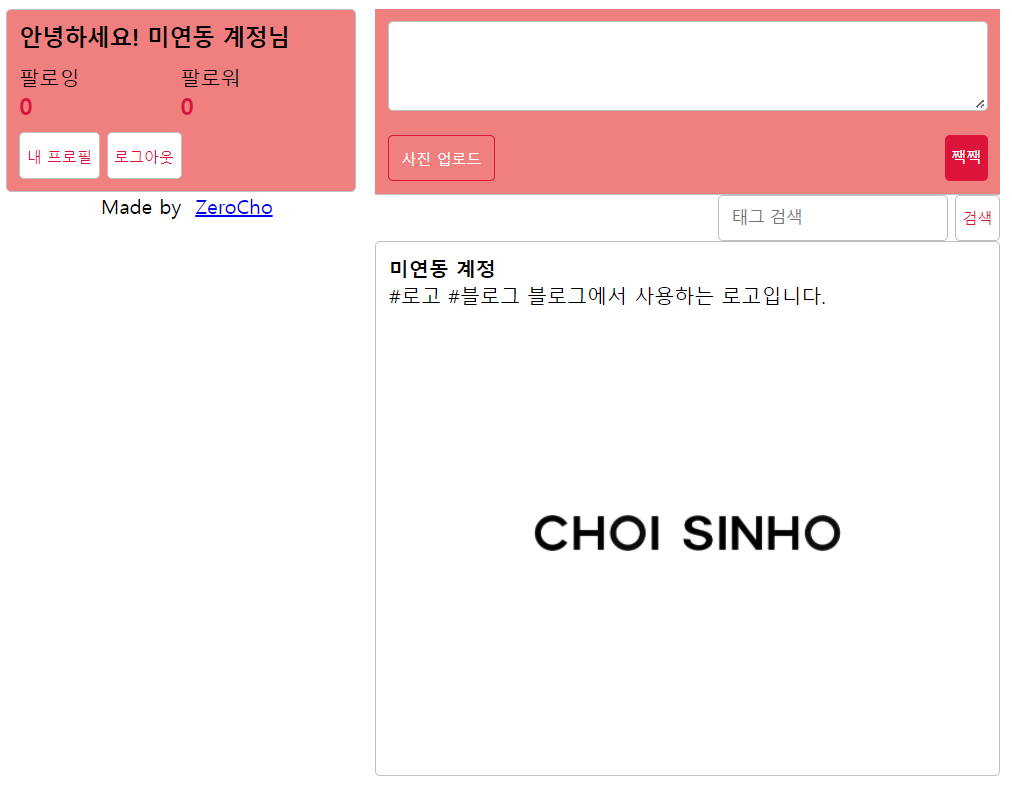 안녕하세요! 미연동 계정님
팔로잉 팔로워
0 0
내 프로필 로그아웃
Made by ZeroCho
사진 업로드 짹짹
태그 검색 검색
미연동 계정
#로고 #블로그 블로그에서 사용하는 로고입니다.
CHOI SINHO